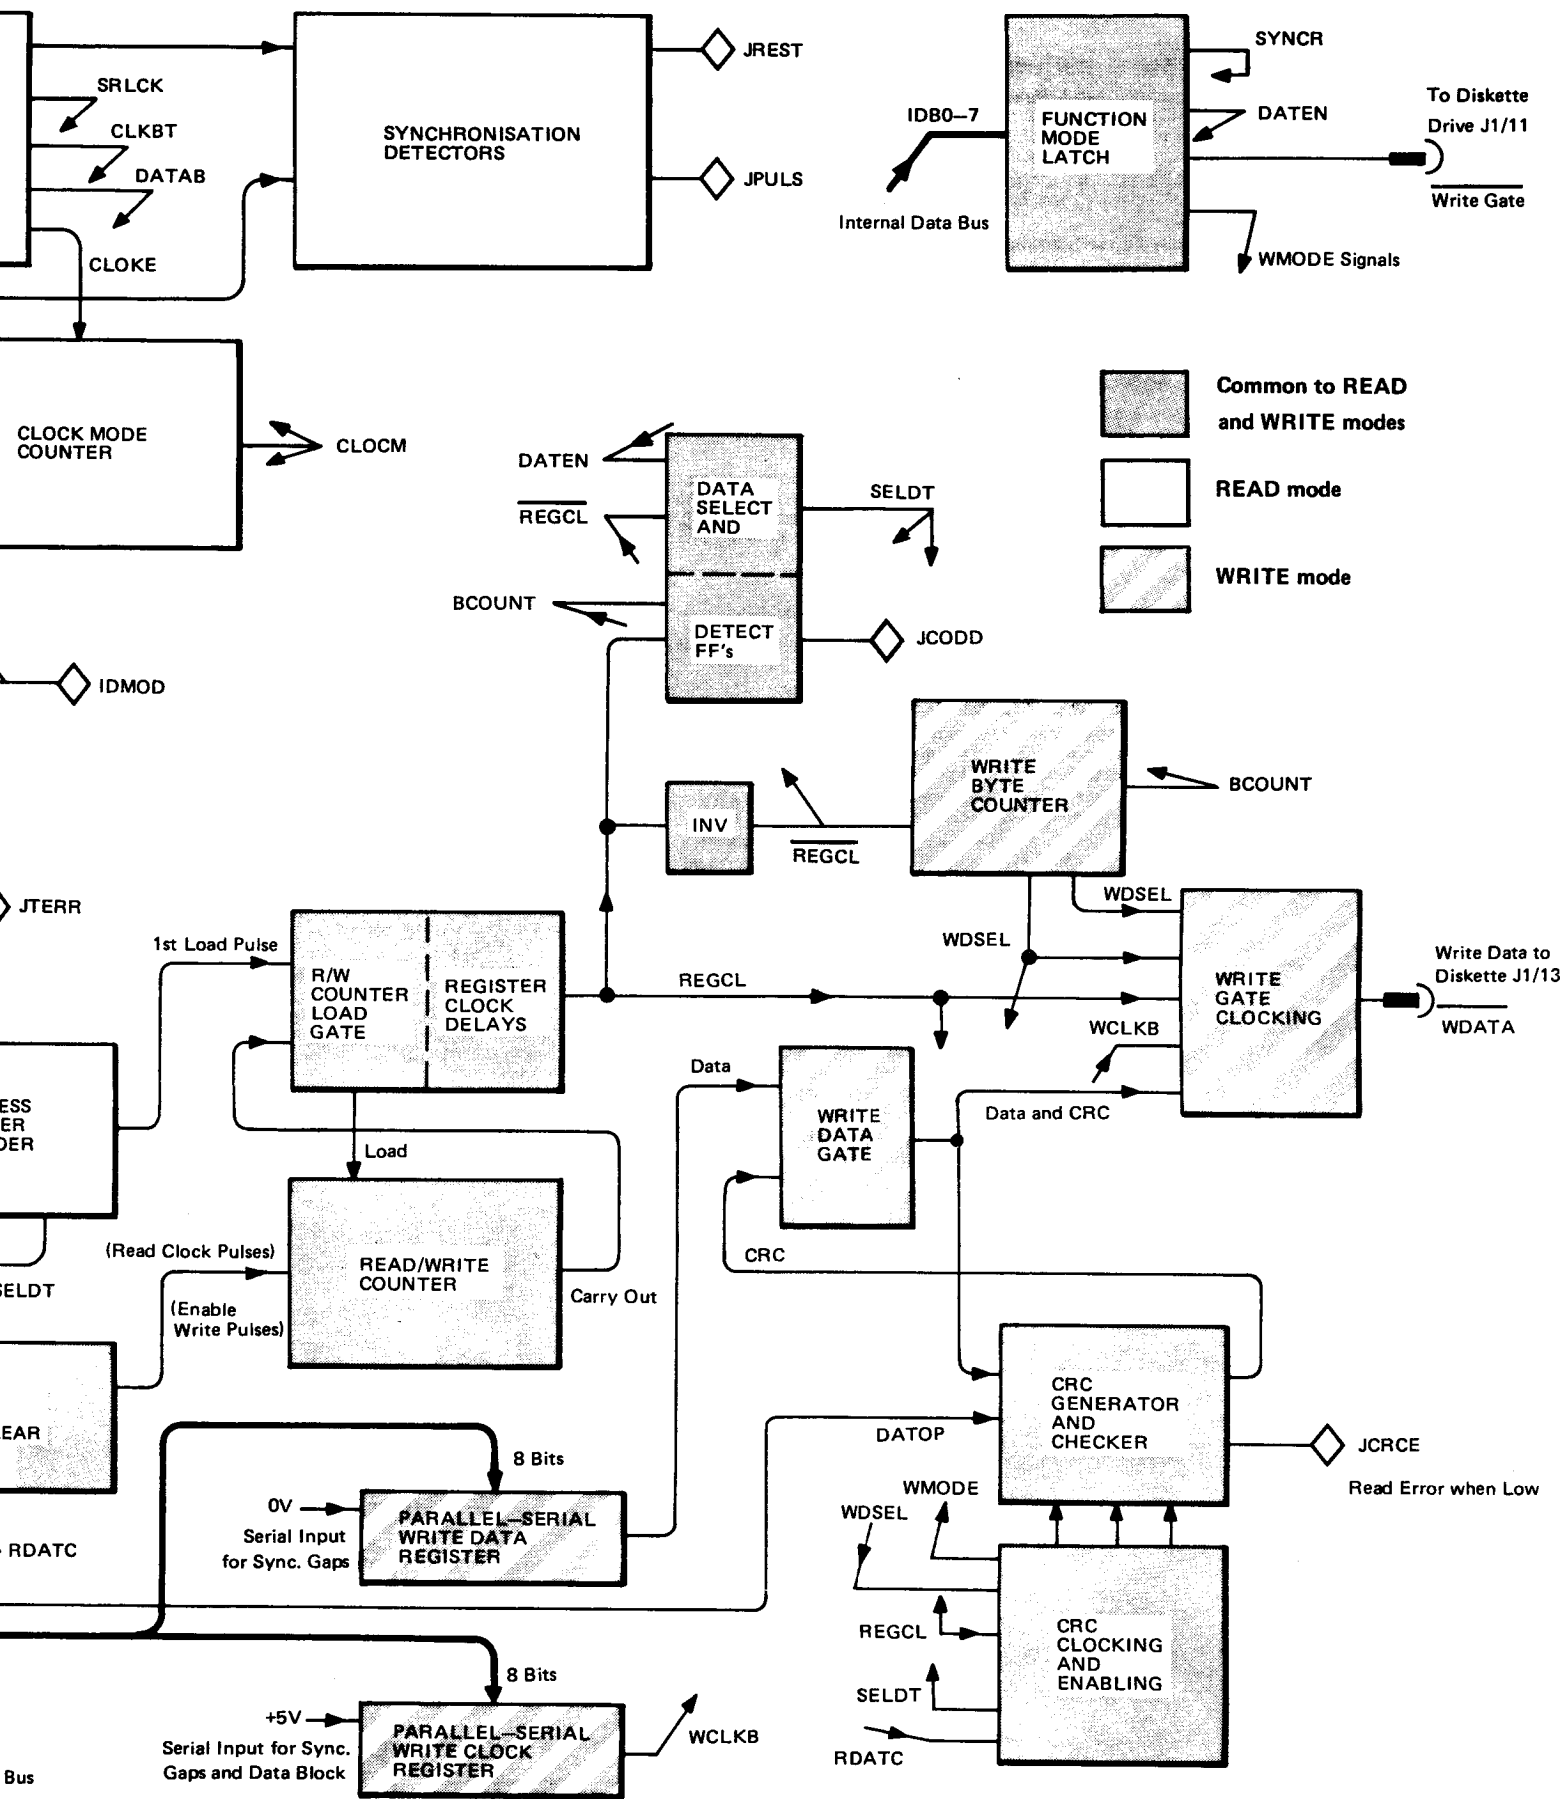 SRLCK
CLKBT
DATAB
CLOKE
SYNCHRONISATION
DETECTORS
JREST
JPULS
IDB0–7
Internal Data Bus
FUNCTION
MODE
LATCH
SYNCR
DATEN
To Diskette
Drive J1/11
Write Gate
WMODE Signals
CLOCK MODE
COUNTER
CLOCM
Common to READ
and WRITE modes
READ mode
WRITE mode
DATEN
REGCL
BCOUNT
DATA
SELECT
AND
DETECT
FF's
SELDT
JCODD
IDMOD
WRITE
BYTE
COUNTER
BCOUNT
INV
REGCL
JTERR
1st Load Pulse
R/W
COUNTER
LOAD
GATE
REGISTER
CLOCK
DELAYS
REGCL
WDSEL
WDSEL
WCLKB
Data and CRC
WRITE
GATE
CLOCKING
Write Data to
Diskette J1/13
WDATA
ESS
ER
DER
Load
Data
WRITE
DATA
GATE
CRC
SELDT
(Read Clock Pulses)
(Enable
Write Pulses)
READ/WRITE
COUNTER
Carry Out
EAR
CRC
GENERATOR
AND
CHECKER
DATOP
JCRCE
Read Error when Low
8 Bits
0V
Serial Input
for Sync. Gaps
PARALLEL–SERIAL
WRITE DATA
REGISTER
RDATC
WMODE
WDSEL
REGCL
SELDT
RDATC
CRC
CLOCKING
AND
ENABLING
8 Bits
+5V
Serial Input for Sync.
Gaps and Data Block
PARALLEL–SERIAL
WRITE CLOCK
REGISTER
WCLKB
Bus